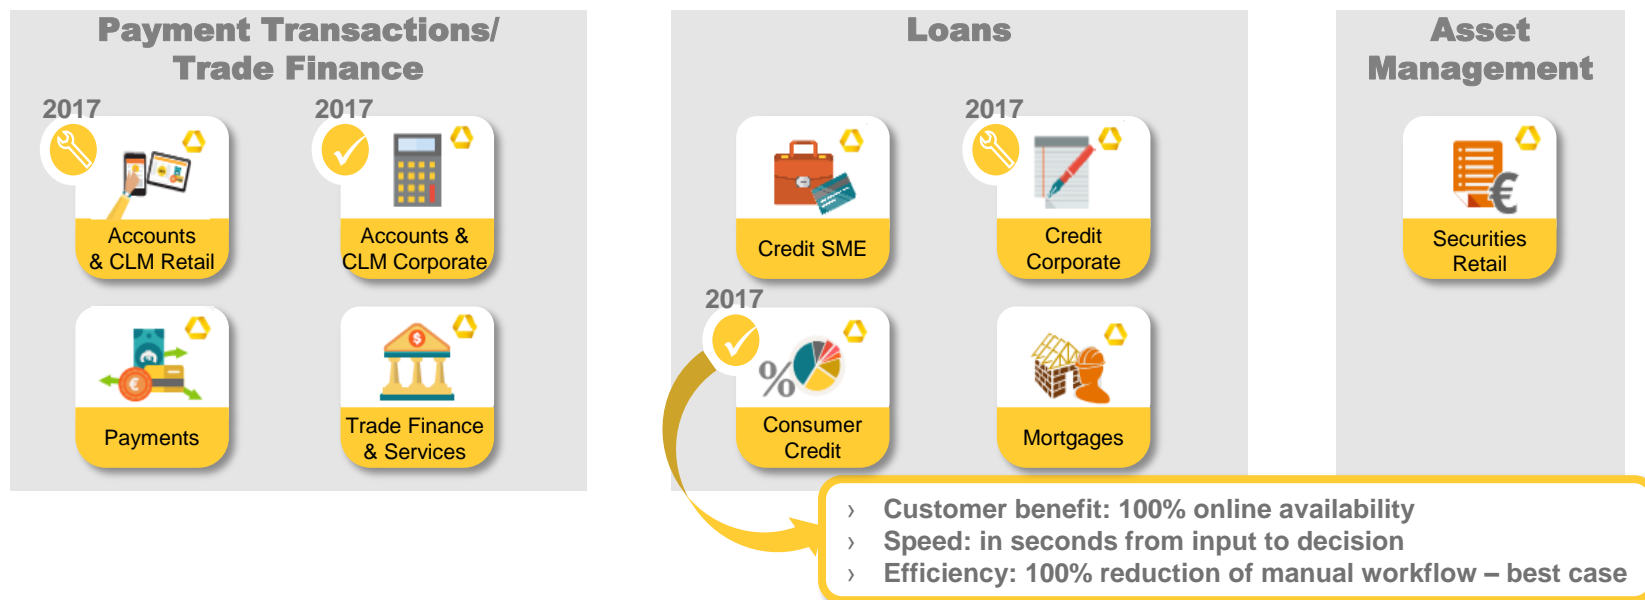 Payment Transactions/
Trade Finance
2017
2017
Accounts
& CLM Retail
Accounts &
CLM Corporate
Payments
Trade Finance
& Services
Loans
2017
Credit SME
Credit
Corporate
2017
%
Consumer
Credit
Mortgages
Asset
Management
€
Securities
Retail
› Customer benefit: 100% online availability
› Speed: in seconds from input to decision
› Efficiency: 100% reduction of manual workflow – best case